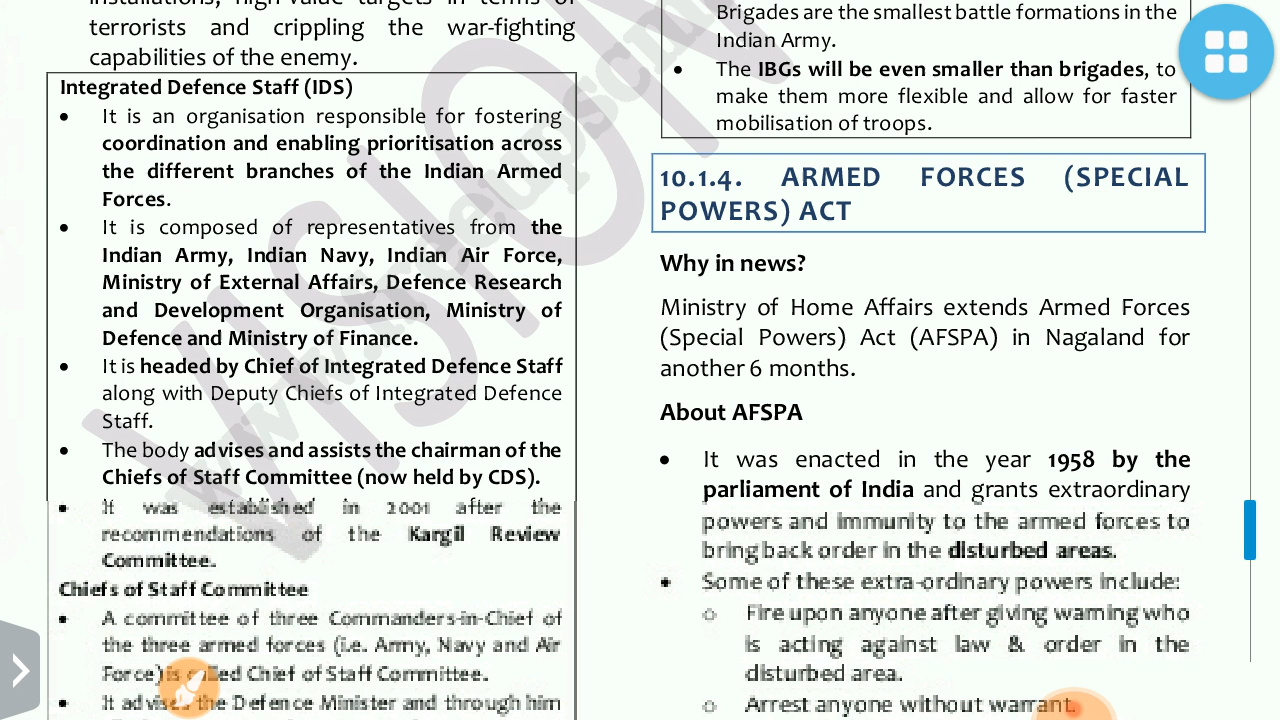 installations, high-value targets in terms of
terrorists and crippling the war-fighting
capabilities of the enemy.
Integrated Defence Staff (IDS)
• It is an organisation responsible for fostering
coordination and enabling prioritisation across
the different branches of the Indian Armed
Forces.
• It is composed of representatives from the
Indian Army, Indian Navy, Indian Air Force,
Ministry of External Affairs, Defence Research
and Development Organisation, Ministry of
Defence and Ministry of Finance.
• It is headed by Chief of Integrated Defence Staff
along with Deputy Chiefs of Integrated Defence
Staff.
• The body advises and assists the chairman of the
Chiefs of Staff Committee (now held by CDS).
• It was established in 2001 after the
recommendations of the Kargil Review
Committee.
Chiefs of Staff Committee
• A committee of three Commanders-in-Chief of
the three armed forces (i.e. Army, Navy and Air
Force) is called Chief of Staff Committee.
• It advises the Defence Minister and through him
Brigades are the smallest battle formations in the
Indian Army.
• The IBGs will be even smaller than brigades, to
make them more flexible and allow for faster
mobilisation of troops.
10.1.4. ARMED FORCES (SPECIAL
POWERS) ACT
Why in news?
Ministry of Home Affairs extends Armed Forces
(Special Powers) Act (AFSPA) in Nagaland for
another 6 months.
About AFSPA
• It was enacted in the year 1958 by the
parliament of India and grants extraordinary
powers and immunity to the armed forces to
bring back order in the disturbed areas.
• Some of these extra-ordinary powers include:
o Fire upon anyone after giving warning who
is acting against law & order in the
disturbed area.
o Arrest anyone without warrant.